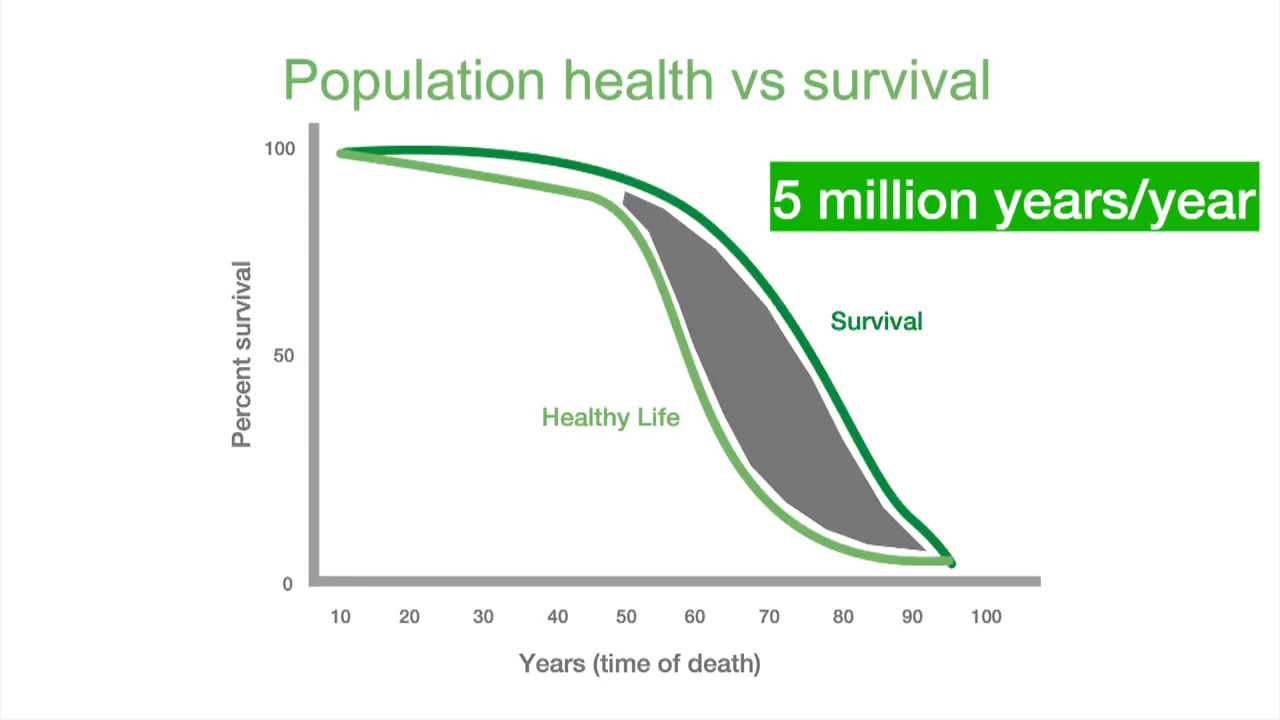 Population health vs survival
100
5 million years/year
Percent survival
Survival
50
Healthy Life
0
10 20 30 40 50 60 70 80 90 100
Years (time of death)